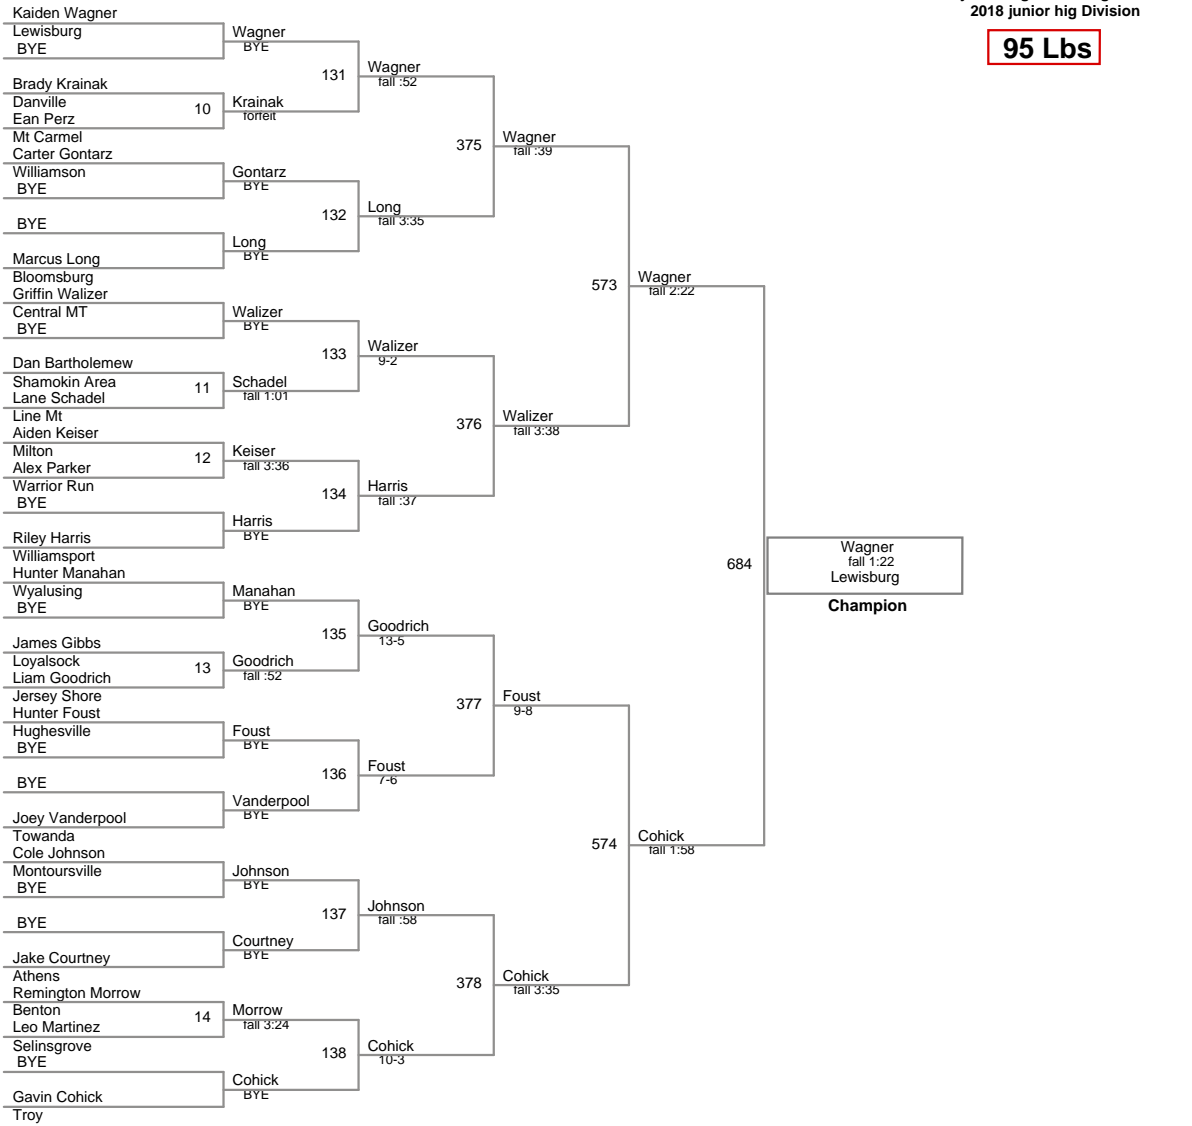 2018 junior hig Division
95 Lbs
Kaiden Wagner
Lewisburg
BYE
Brady Krainak
Danville
Ean Perz
Mt Carmel
Carter Gontarz
Williamson
BYE
BYE
Marcus Long
Bloomsburg
Griffin Walizer
Central MT
BYE
Dan Bartholemew
Shamokin Area
Lane Schadel
Line Mt
Aiden Keiser
Milton
Alex Parker
Warrior Run
BYE
Riley Harris
Williamsport
Hunter Manahan
Wyalusing
BYE
James Gibbs
Loyalsock
Liam Goodrich
Jersey Shore
Hunter Foust
Hughesville
BYE
BYE
Joey Vanderpool
Towanda
Cole Johnson
Montoursville
BYE
BYE
Jake Courtney
Athens
Remington Morrow
Benton
Leo Martinez
Selinsgrove
BYE
Gavin Cohick
Troy
10
11
12
13
14
Wagner
BYE
Krainak
forfeit
Gontarz
BYE
Long
BYE
Walizer
BYE
Schadel
fall 1:01
Keiser
fall 3:36
Harris
BYE
Manahan
BYE
Goodrich
fall :52
Foust
BYE
Vanderpool
BYE
Johnson
BYE
Courtney
BYE
Morrow
fall 3:24
Cohick
BYE
131
132
133
134
135
136
137
138
Wagner
fall :52
Long
fall 3:35
Walizer
9-2
Harris
fall :37
Goodrich
13-5
Foust
7-6
Johnson
fall :58
Cohick
10-3
375
376
377
378
Wagner
fall :39
Walizer
fall 3:38
Foust
9-8
Cohick
fall 3:35
573
574
Wagner
fall 2:22
Cohick
fall 1:58
684
Wagner
fall 1:22
Lewisburg
Champion